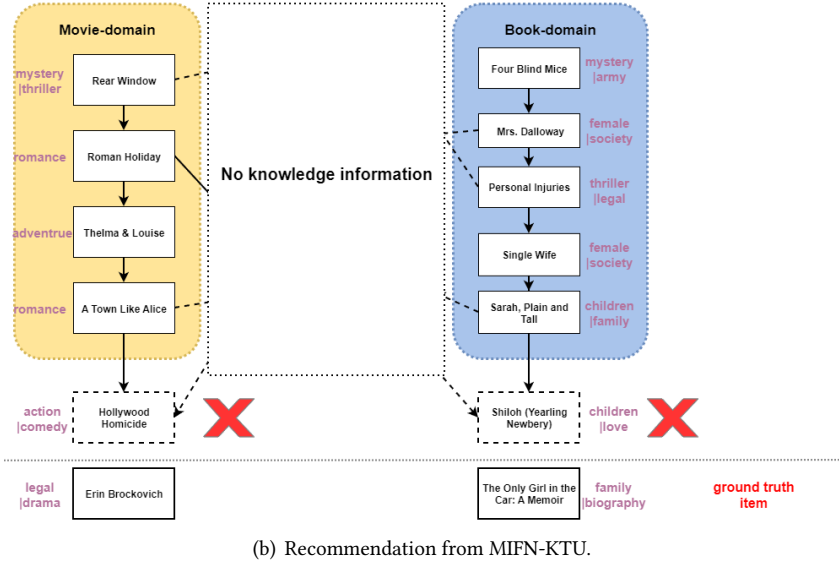 Movie-domain
Book-domain
mystery
|thriller
Rear Window
Four Blind Mice
mystery
|army
romance
Roman Holiday
Mrs. Dalloway
female
|society
No knowledge information
Personal Injuries
thriller
|legal
adventrue
Thelma & Louise
Single Wife
female
|society
romance
A Town Like Alice
Sarah, Plain and
Tall
children
|family
action
|comedy
Hollywood
Homicide
Shiloh (Yearling
Newbery)
children
|love
legal
|drama
Erin Brockovich
The Only Girl in the
Car: A Memoir
family
|biography
ground truth
item
(b) Recommendation from MIFN-KTU.